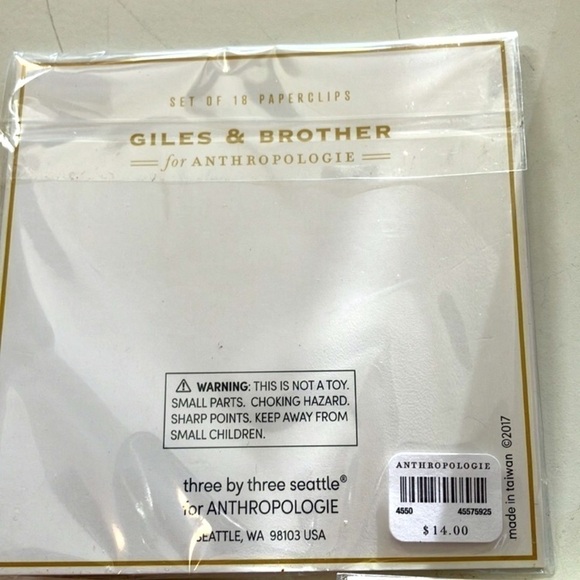 SET OF 18 PAPERCLIPS
GILES & BROTHER
for ANTHROPOLOGIE
WARNING: THIS IS NOT A TOY.
SMALL PARTS. CHOKING HAZARD.
SHARP POINTS. KEEP AWAY FROM
SMALL CHILDREN.
three by three seattle®
for ANTHROPOLOGIE
SEATTLE, WA 98103 USA
ANTHROPOLOGIE
4550 45575925
$14.00
made in taiwan ©2017